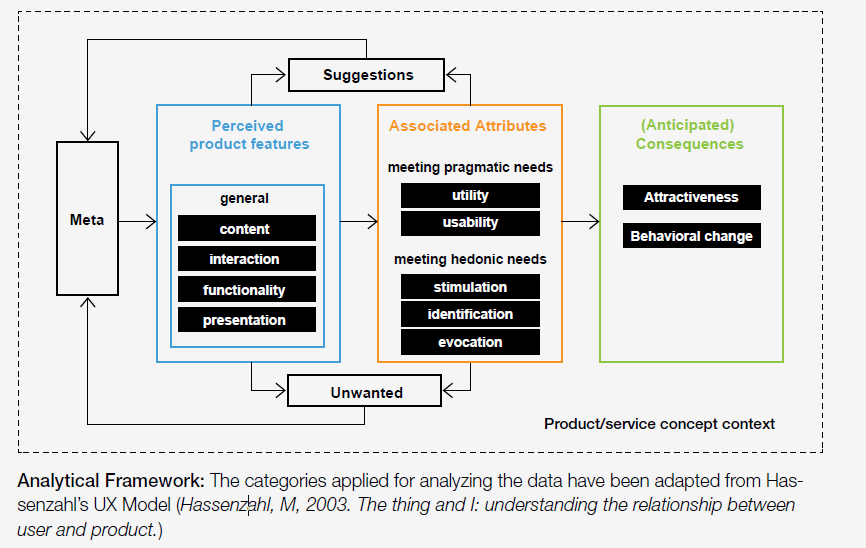 Suggestions
Perceived
product features
general
content
interaction
functionality
presentation
Associated Attributes
meeting pragmatic needs
utility
usability
meeting hedonic needs
stimulation
identification
evocation
(Anticipated)
Consequences
Attractiveness
Behavioral change
Meta
Unwanted
Product/service concept context
Analytical Framework: The categories applied for analyzing the data have been adapted from Has-
senzahl's UX Model (Hassenzahl, M, 2003. The thing and I: understanding the relationship between
user and product.)